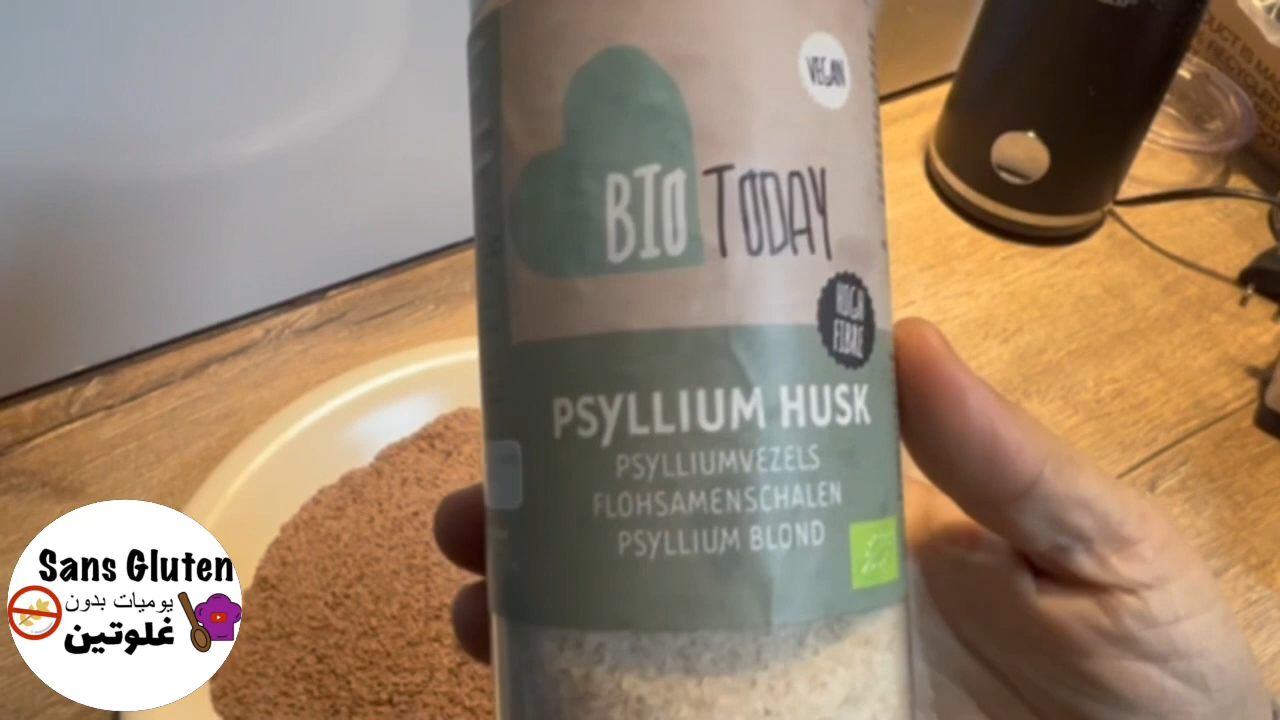 VEGAN
BIO TODAY
HIGH
FIBRE
PSYLLIUM HUSK
PSYLLIUMVEZELS
FLOHSAMENSCHALEN
PSYLLIUM BLOND
Sans Gluten
يوميات بدون
غلوتين